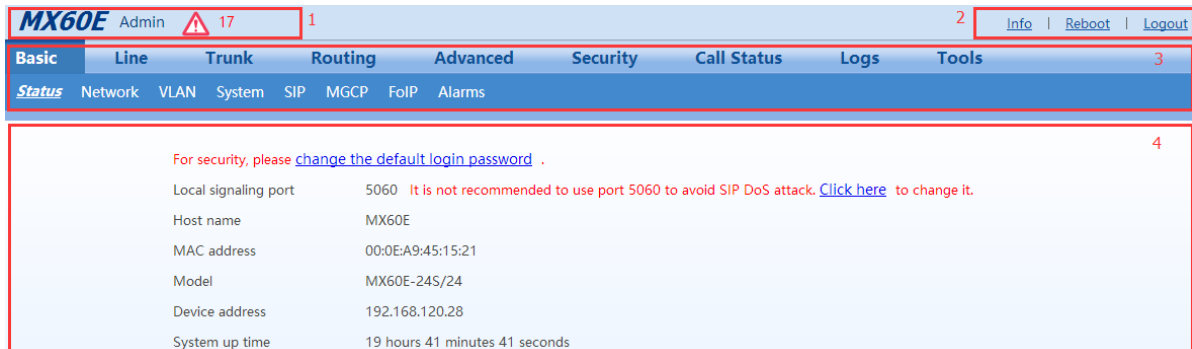 MX60E Admin 17 1 2 Info | Reboot | Logout
Basic Line Trunk Routing Advanced Security Call Status Logs Tools 3
Status Network VLAN System SIP MGCP FoIP Alarms
4
For security, please change the default login password .
Local signaling port 5060 It is not recommended to use port 5060 to avoid SIP DoS attack. Click here to change it.
Host name MX60E
MAC address 00:0E:A9:45:15:21
Model MX60E-24S/24
Device address 192.168.120.28
System up time 19 hours 41 minutes 41 seconds